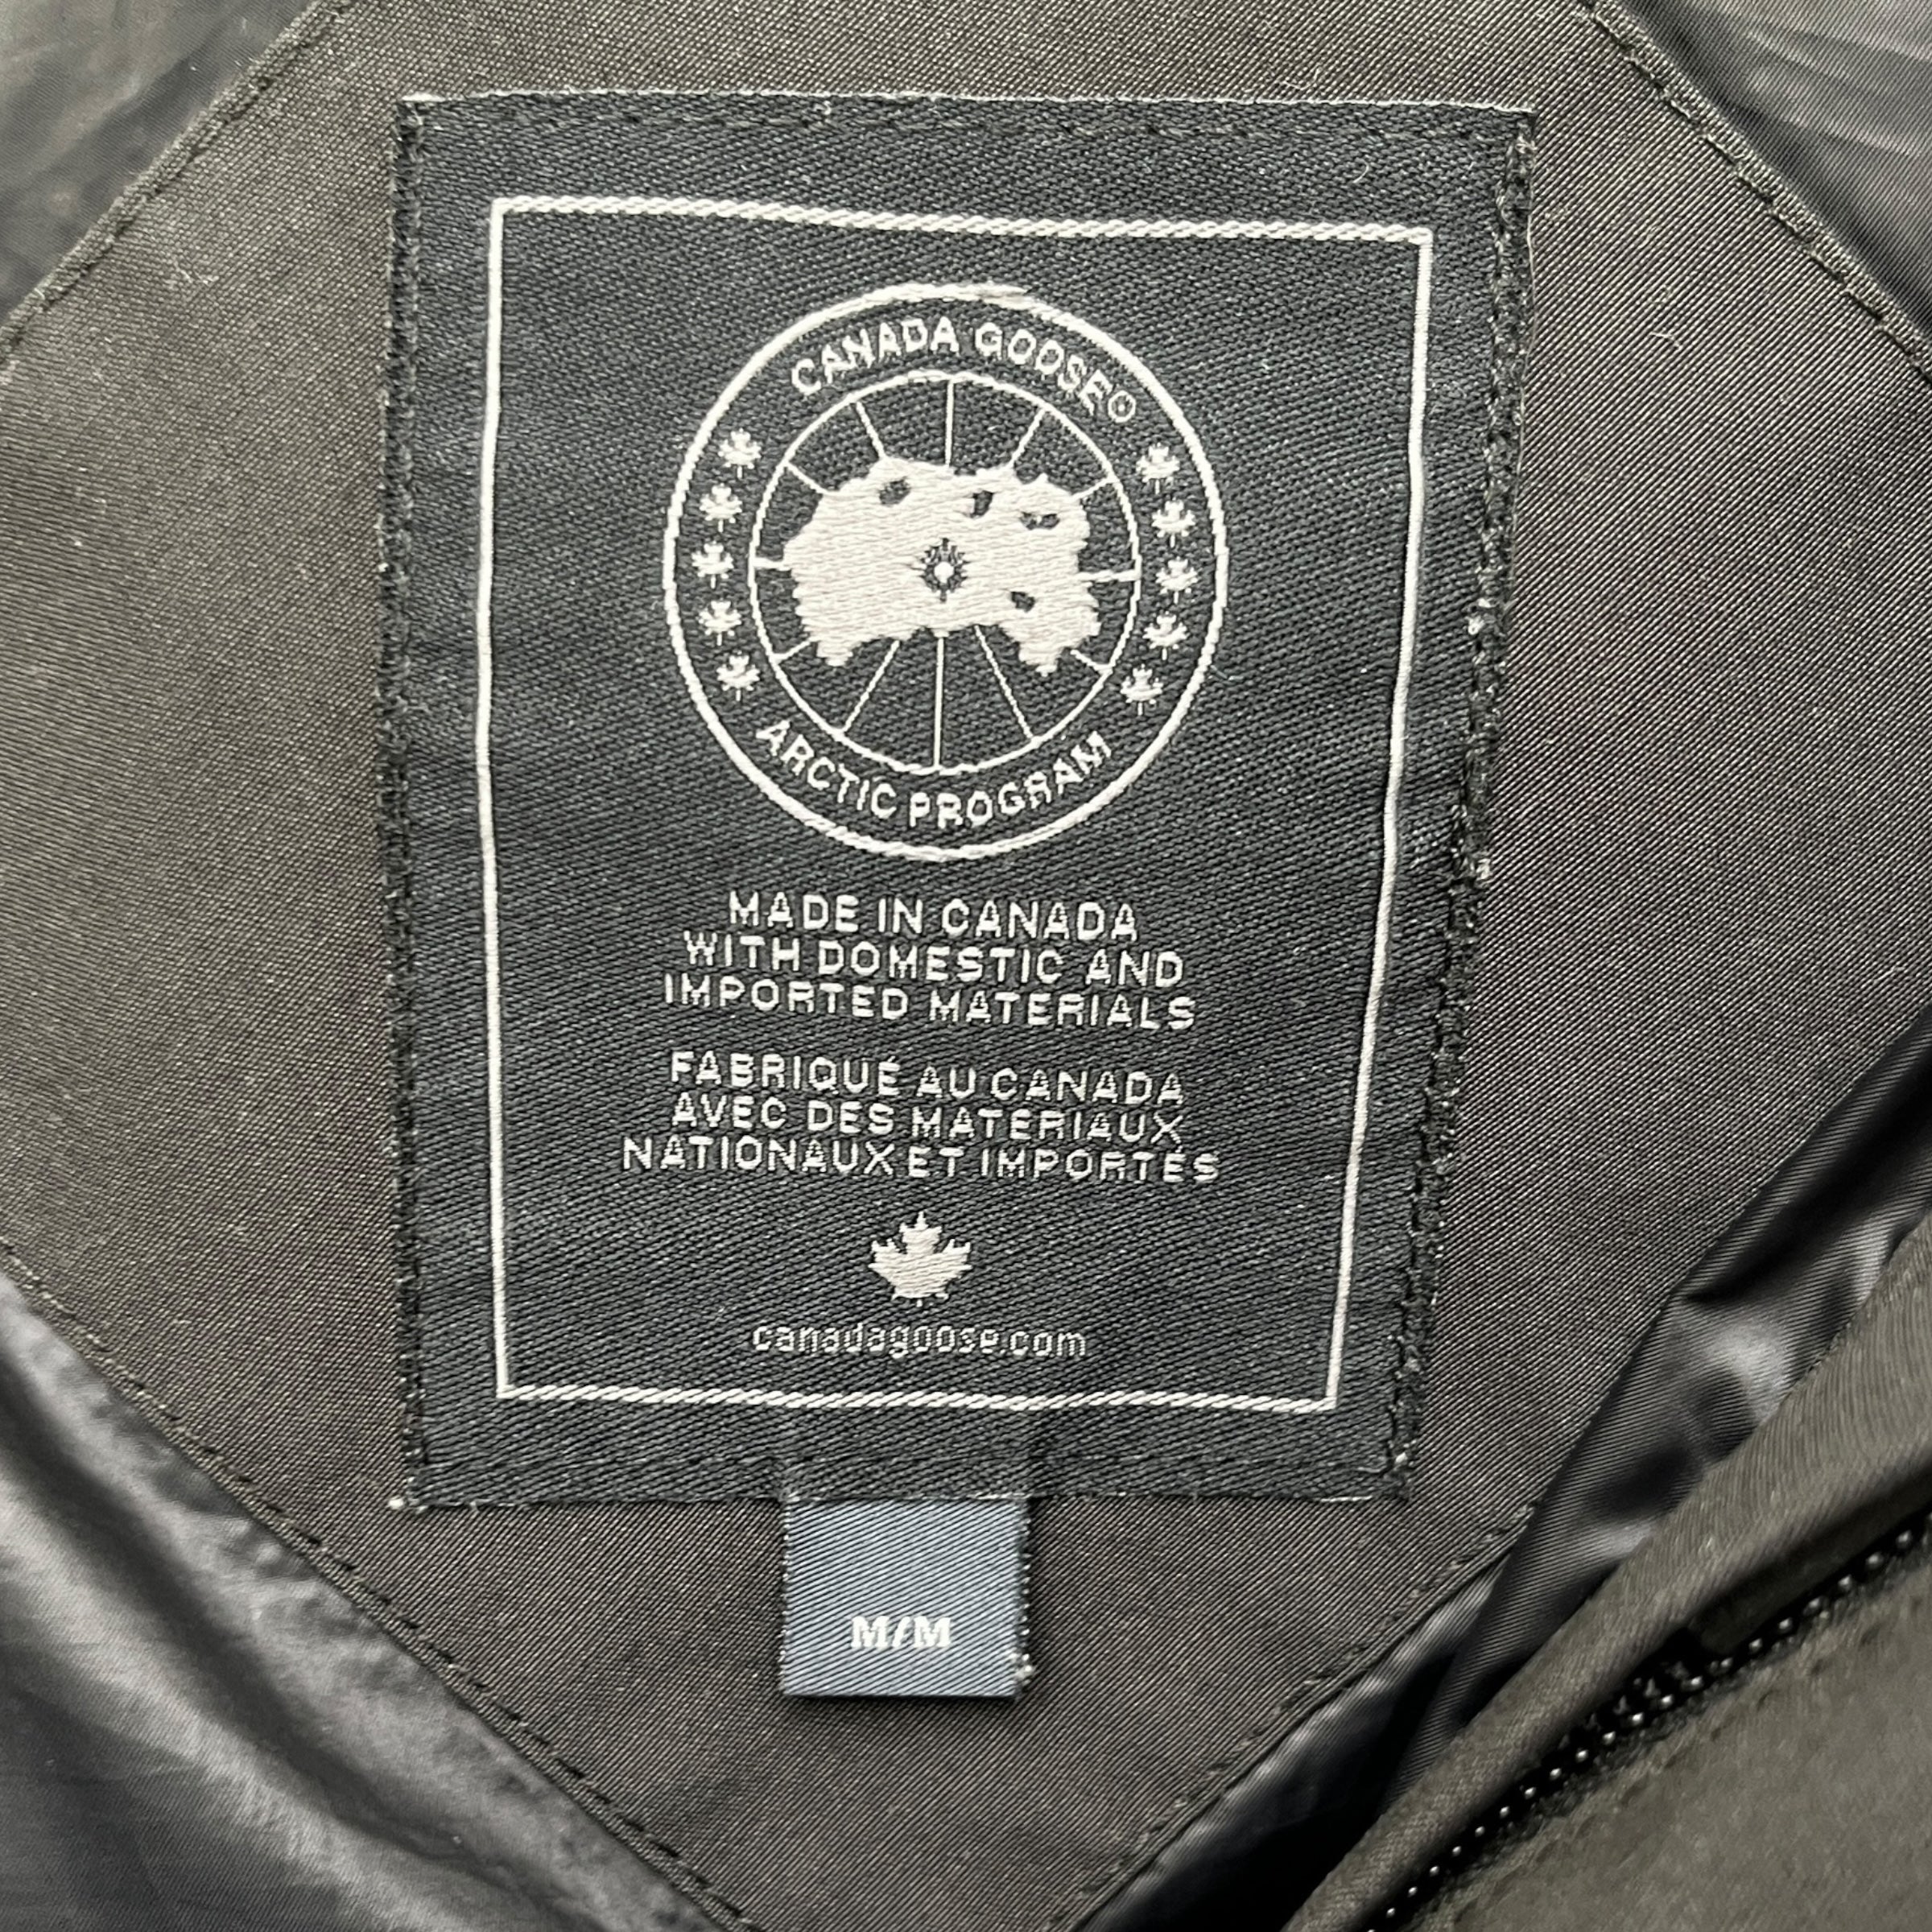 CANADA GOOSE®
ARCTIC PROGRAM
MADE IN CANADA
WITH DOMESTIC AND
IMPORTED MATERIALS
FABRIQUÉ AU CANADA
AVEC DES MATERIAUX
NATIONAUX ET IMPORTÉS
canadagoose.com
M/M